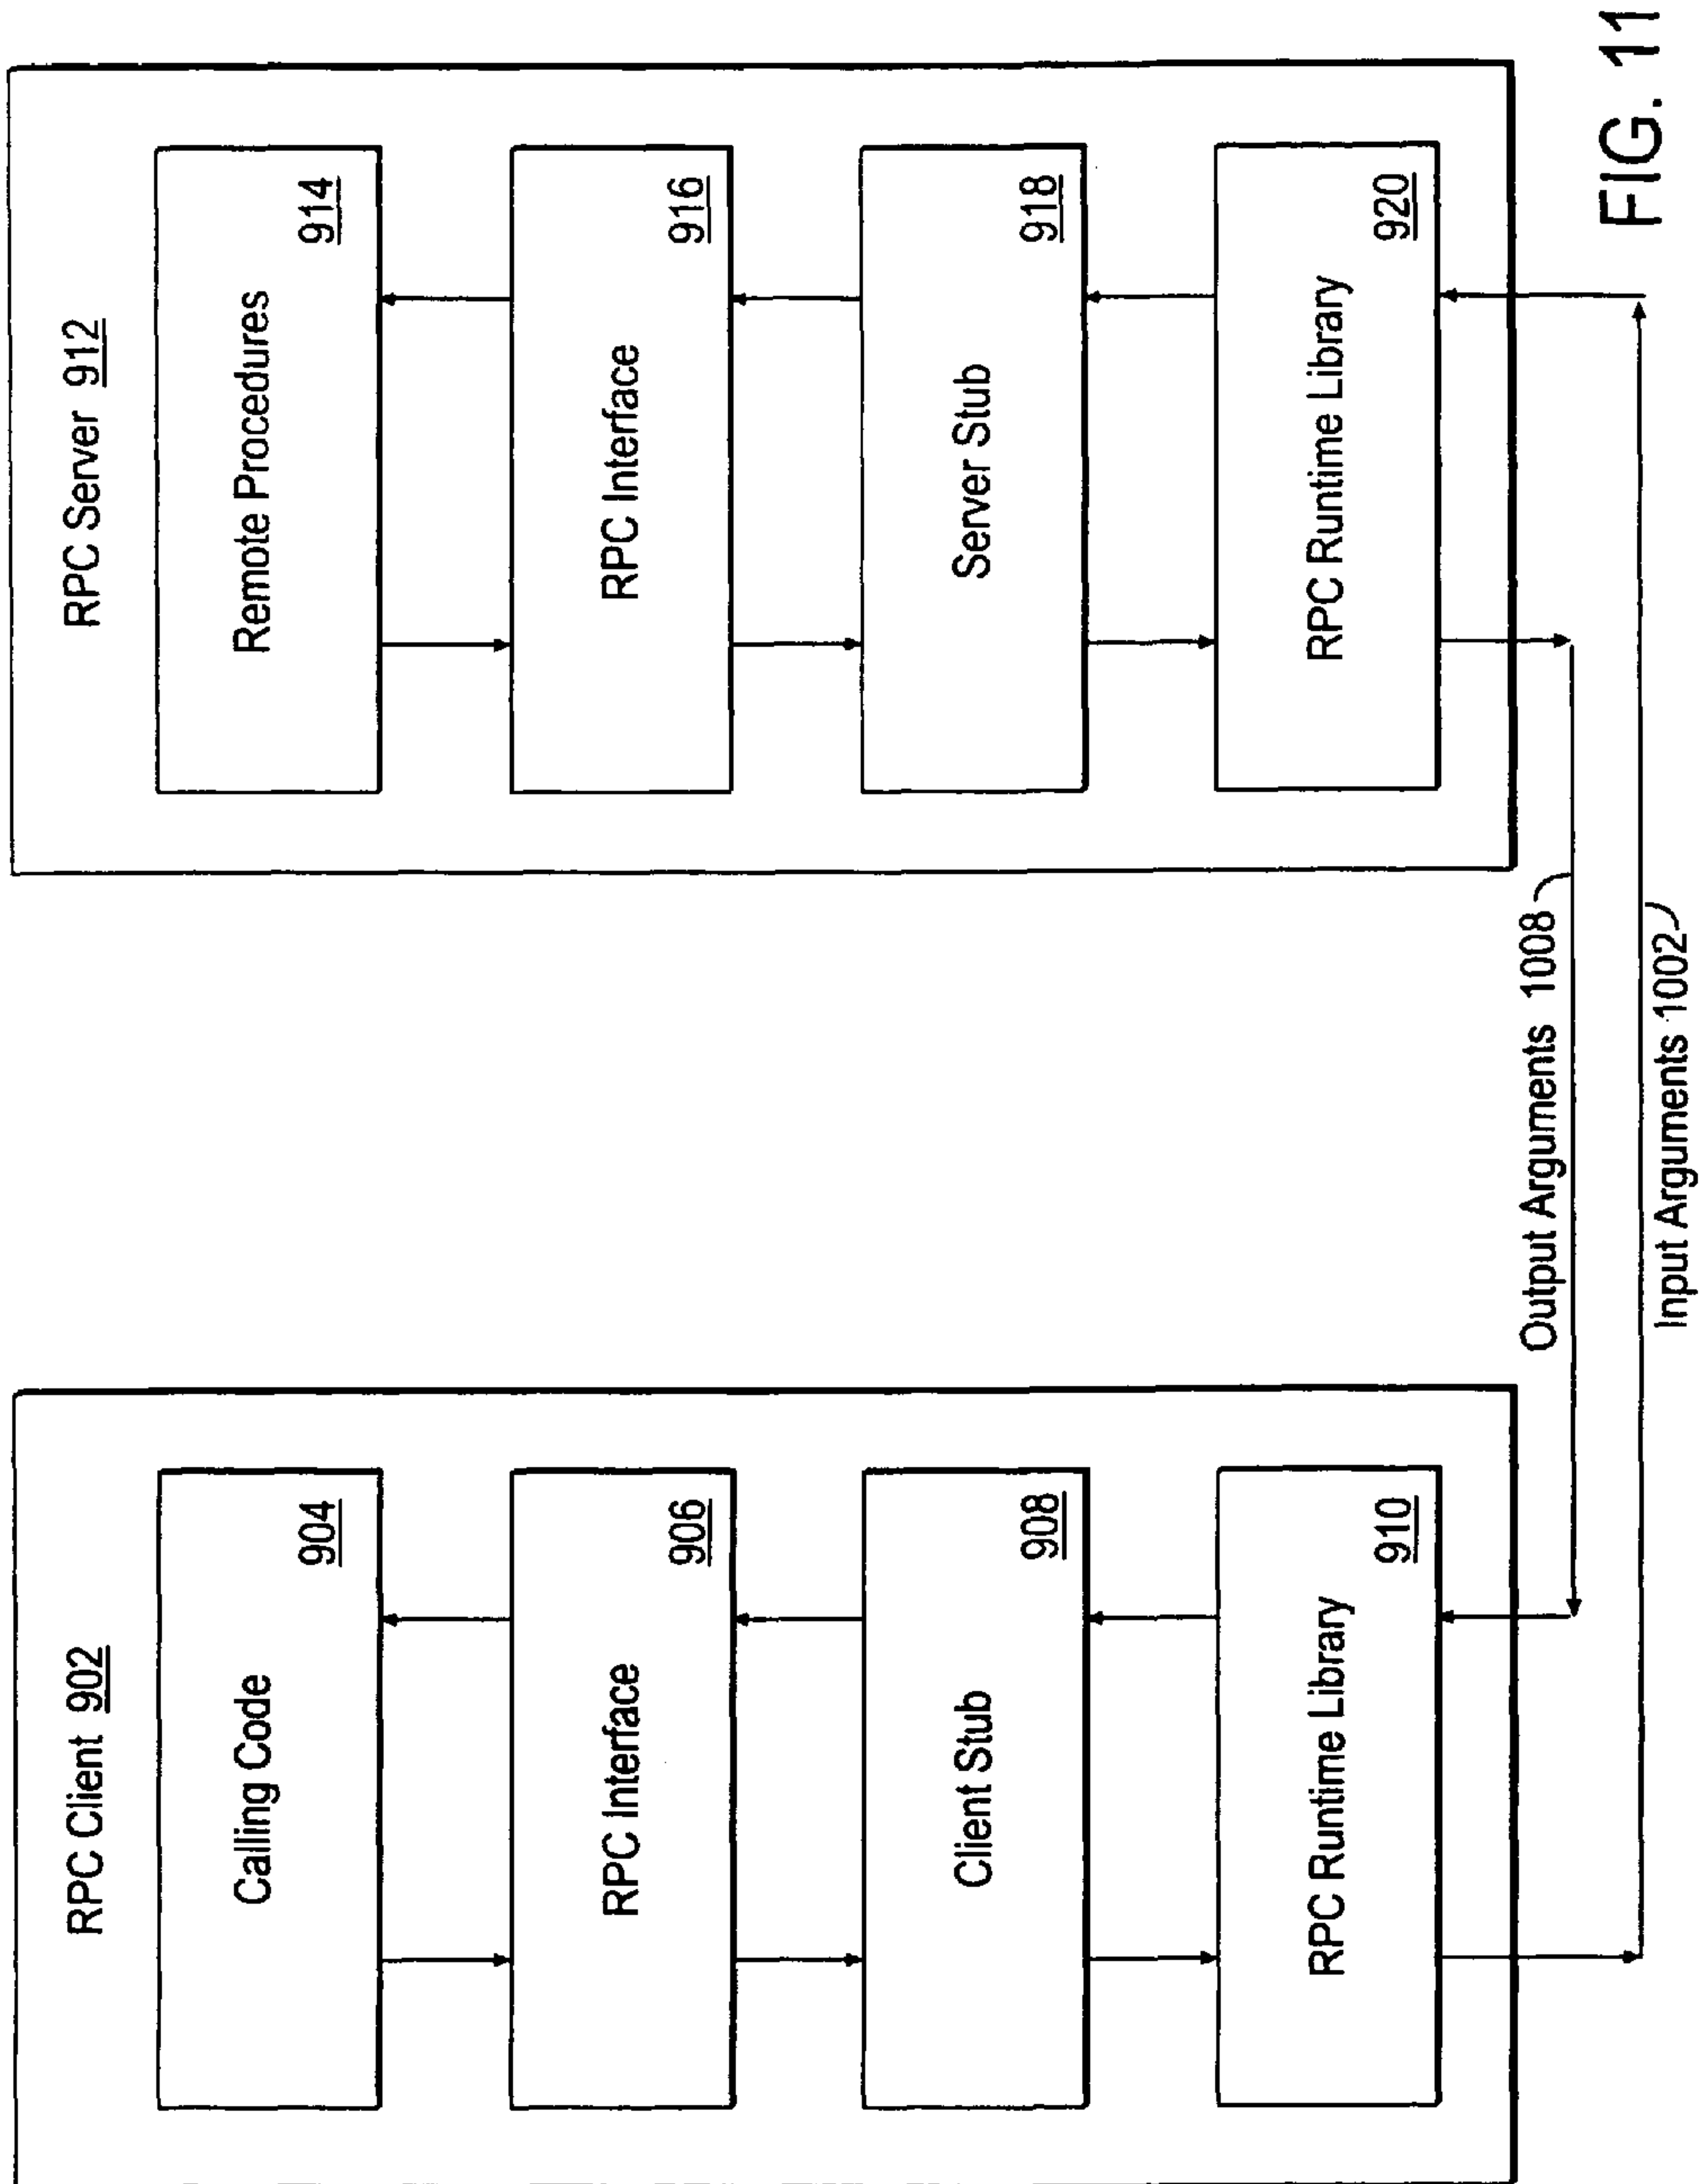 RPC Client 902
Calling Code
904
RPC Interface
906
Client Stub
908
RPC Runtime Library
910
RPC Server 912
Remote Procedures
914
RPC Interface
916
Server Stub
918
RPC Runtime Library
920
Output Arguments 1008
Input Arguments 1002
FIG. 11